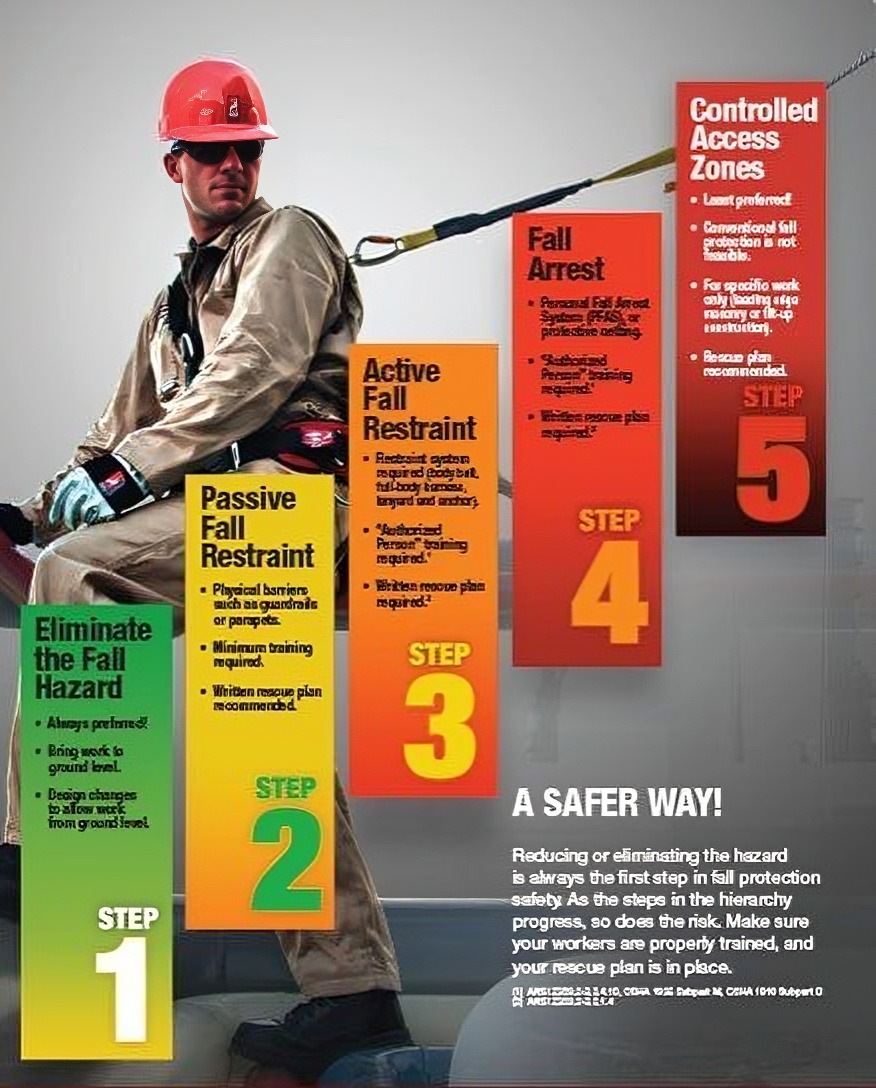 Eliminate
the Fall
Hazard
• Always preferred!
• Bring work to
ground level.
• Design changes
to allow work
from ground level.
STEP
1
Passive
Fall
Restraint
• Physical barriers
such as guardrails
or parapets.
• Minimum training
required.
• Written rescue plan
recommended.
STEP
2
Active
Fall
Restraint
• Restraint system
required (body belt,
full-body harness,
lanyard and anchor).
• "Authorized
Person" training
required.¹
• Written rescue plan
required.²
STEP
3
Fall
Arrest
• Personal Fall Arrest
System (PFAS), or
protective netting.
• "Authorized
Person" training
required.¹
• Written rescue plan
required.²
STEP
4
Controlled
Access
Zones
• Least preferred!
• Conventional fall
protection is not
feasible.
• For specific work
only (leading edge
masonry or tilt-up
construction).
• Rescue plan
recommended.
STEP
5
A SAFER WAY!
Reducing or eliminating the hazard
is always the first step in fall protection
safety. As the steps in the hierarchy
progress, so does the risk. Make sure
your workers are properly trained, and
your rescue plan is in place.
OSHA 1926 Subpart M, OSHA 1910 Subpart D